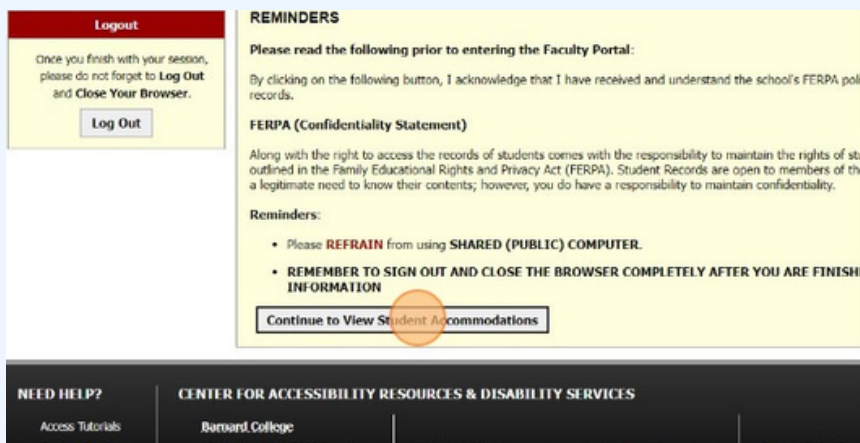 Logout
Once you finish with your session,
please do not forget to Log Out
and Close Your Browser.
Log Out
REMINDERS
Please read the following prior to entering the Faculty Portal:
By clicking on the following button, I acknowledge that I have received and understand the school's FERPA
records.
FERPA (Confidentiality Statement)
Along with the right to access the records of students comes with the responsibility to maintain the rights of
outlined in the Family Educational Rights and Privacy Act (FERPA). Student Records are open to members of
a legitimate need to know their contents; however, you do have a responsibility to maintain confidentiality.
Reminders:
• Please REFRAIN from using SHARED (PUBLIC) COMPUTER.
• REMEMBER TO SIGN OUT AND CLOSE THE BROWSER COMPLETELY AFTER YOU ARE
INFORMATION
Continue to View Student Accommodations
NEED HELP?
Access Tutorials
CENTER FOR ACCESSIBILITY RESOURCES & DISABILITY SERVICES
Barnard College